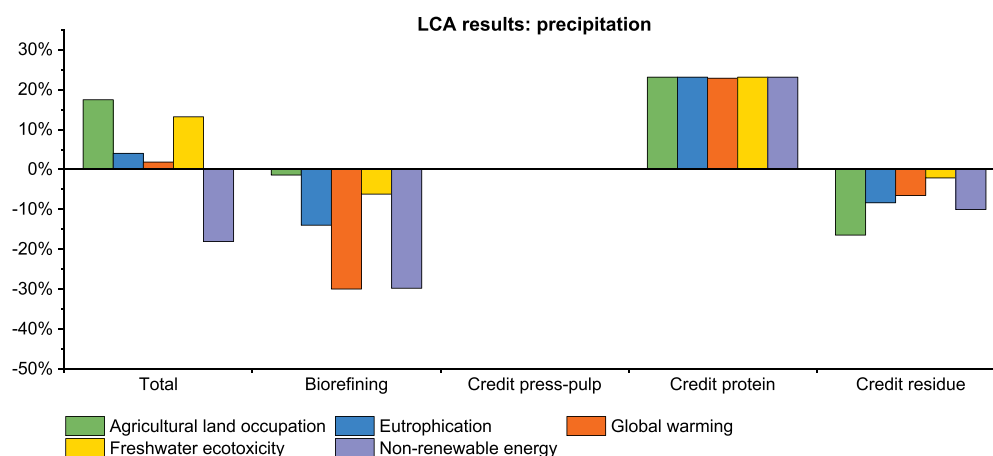 LCA results: precipitation
30%
20%
10%
0%
-10%
-20%
-30%
-40%
-50%
Total Biorefining Credit press-pulp Credit protein Credit residue
Agricultural land occupation Eutrophication Global warming
Freshwater ecotoxicity Non-renewable energy